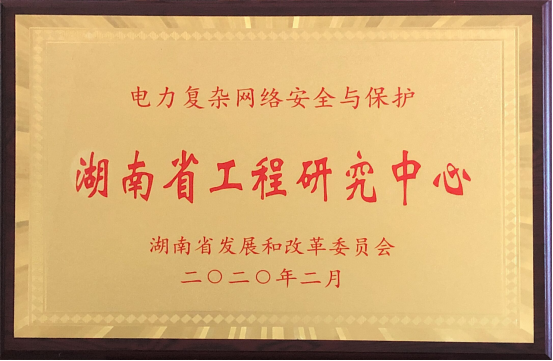 电力复杂网络安全与保护
湖南省工程研究中心
湖南省发展和改革委员会
二〇二〇年二月